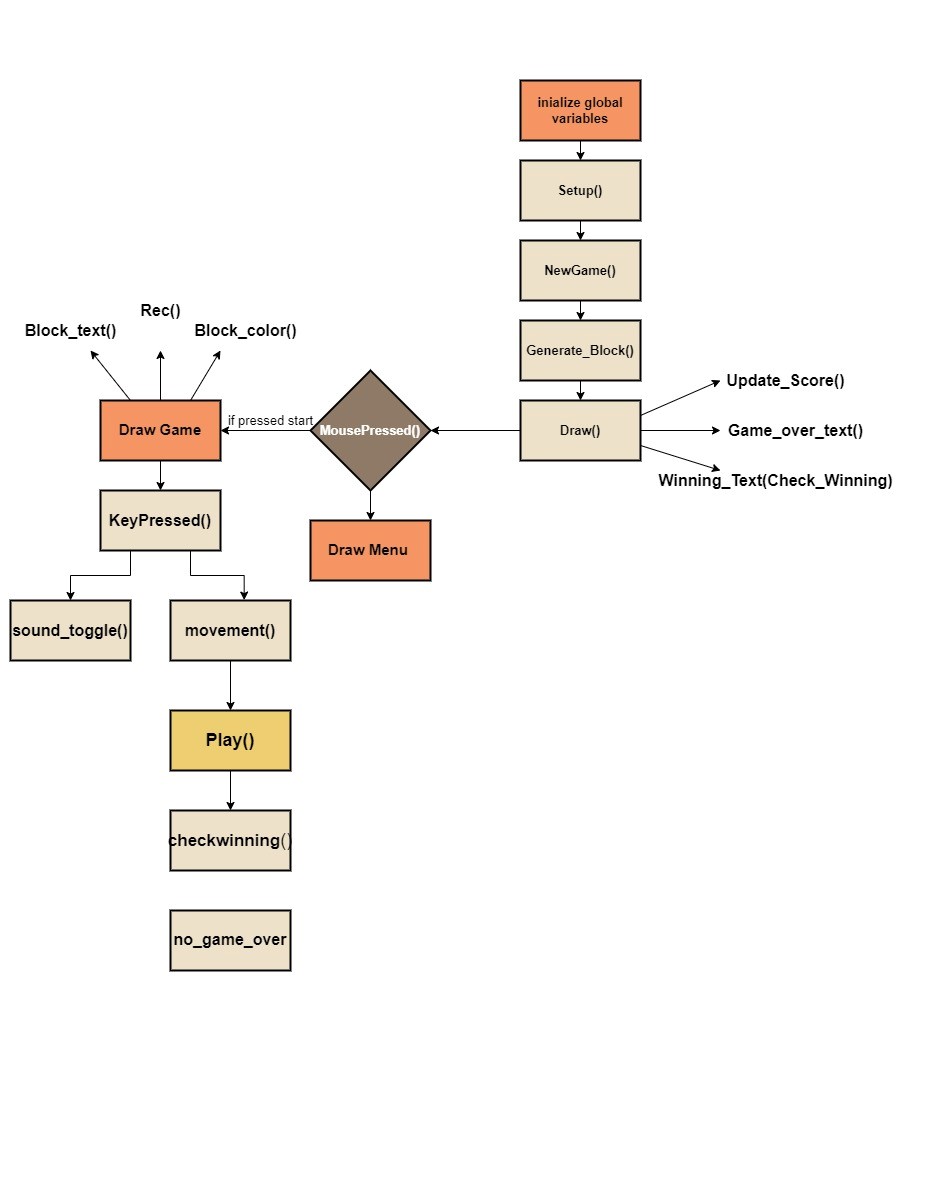 inialize global
variables
Setup()
NewGame()
Rec()
Block_text()
Block_color()
Generate_Block()
Update_Score()
if pressed start
Draw Game
MousePressed()
Draw()
Game_over_text()
Winning_Text(Check_Winning)
KeyPressed()
Draw Menu
sound_toggle()
movement()
Play()
checkwinning()
no_game_over